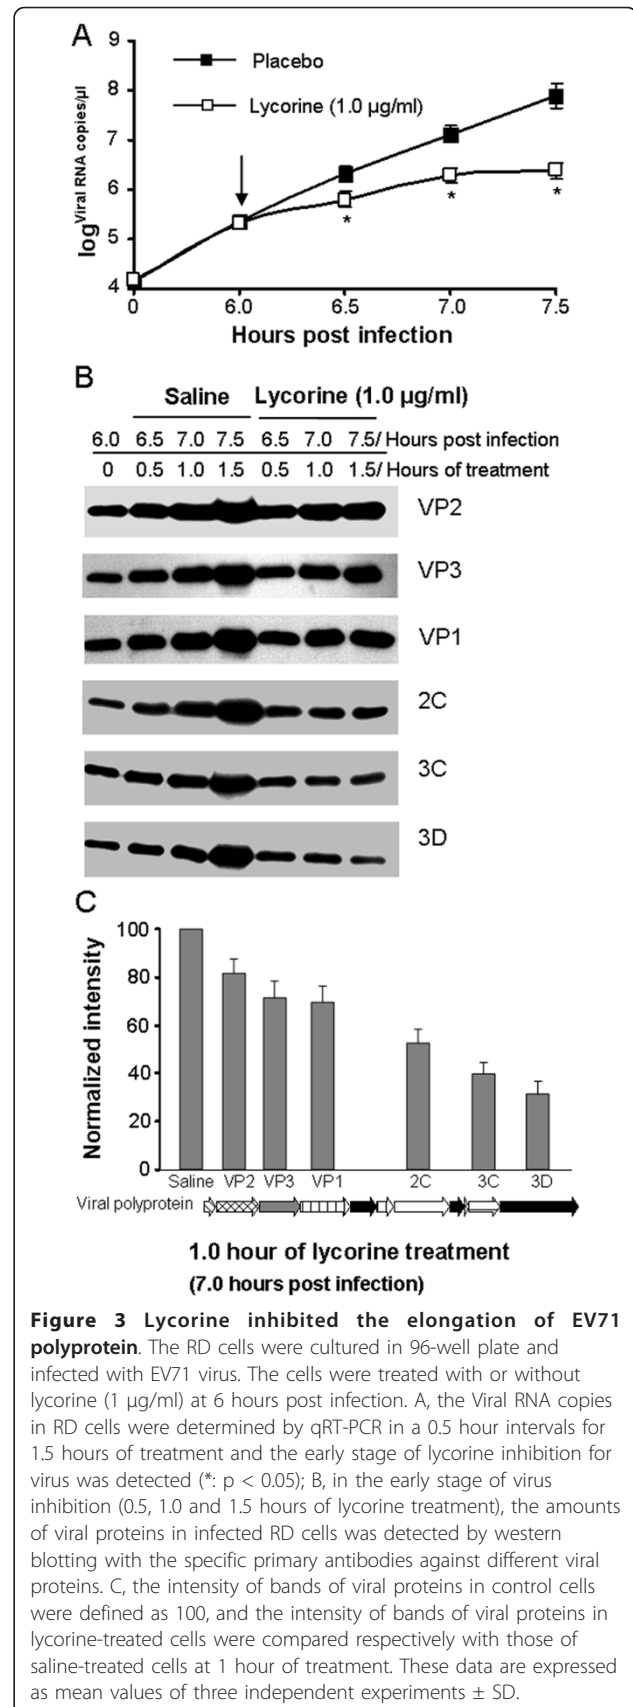 A
9
8
7
6
5
4
log Viral RNA copies/µl
Placebo
Lycorine (1.0 µg/ml)
*
*
*
0 6.0 6.5 7.0 7.5
Hours post infection
B
Saline Lycorine (1.0 µg/ml)
6.0 6.5 7.0 7.5 6.5 7.0 7.5/ Hours post infection
0 0.5 1.0 1.5 0.5 1.0 1.5/ Hours of treatment
VP2
VP3
VP1
2C
3C
3D
C
100
80
60
40
20
0
Normalized intensity
Saline VP2 VP3 VP1 2C 3C 3D
Viral polyprotein
1.0 hour of lycorine treatment
(7.0 hours post infection)
Figure 3 Lycorine inhibited the elongation of EV71
polyprotein. The RD cells were cultured in 96-well plate and
infected with EV71 virus. The cells were treated with or without
lycorine (1 µg/ml) at 6 hours post infection. A, the Viral RNA copies
in RD cells were determined by qRT-PCR in a 0.5 hour intervals for
1.5 hours of treatment and the early stage of lycorine inhibition for
virus was detected (*: p < 0.05); B, in the early stage of virus
inhibition (0.5, 1.0 and 1.5 hours of lycorine treatment), the amounts
of viral proteins in infected RD cells was detected by western
blotting with the specific primary antibodies against different viral
proteins. C, the intensity of bands of viral proteins in control cells
were defined as 100, and the intensity of bands of viral proteins in
lycorine-treated cells were compared respectively with those of
saline-treated cells at 1 hour of treatment. These data are expressed
as mean values of three independent experiments ± SD.